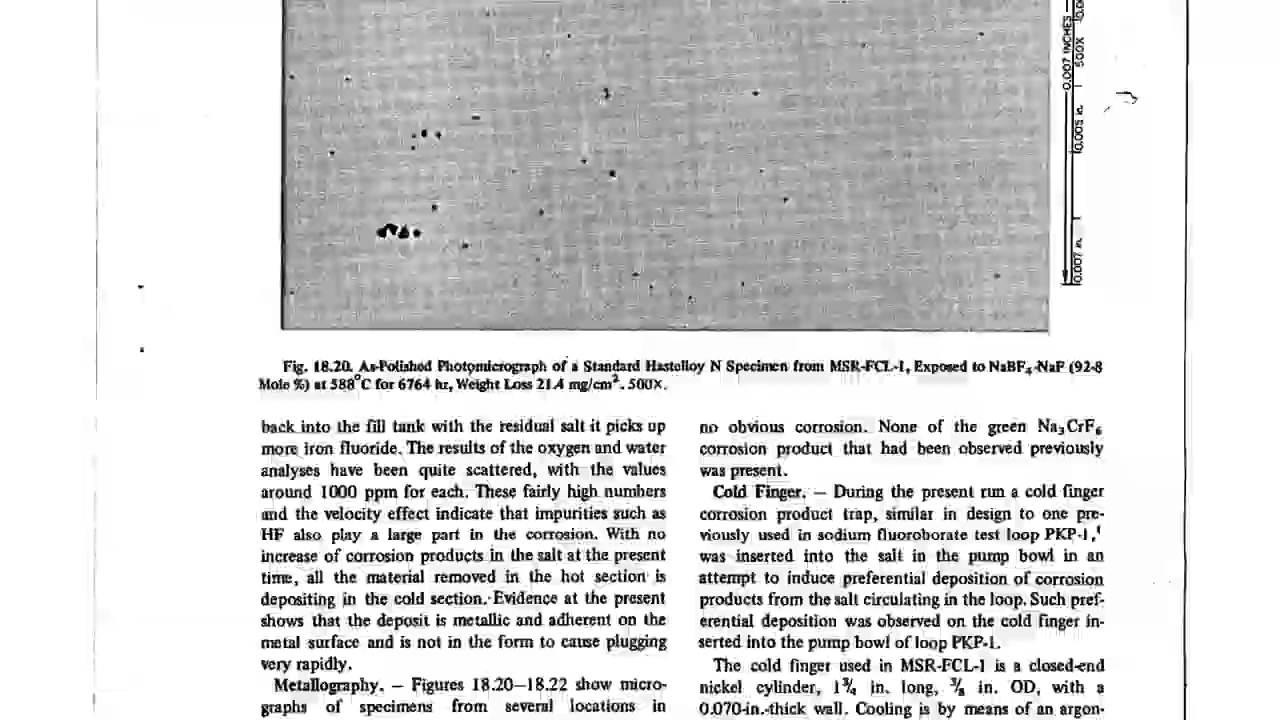 0.007 INCHES
500X
0.005 in.
0.007 in.
Fig. 18.20. As-Polished Photomicrograph of a Standard Hastelloy N Specimen from MSR-FCL-1, Exposed to NaBF₄-NaF (92-8
Mole %) at 588°C for 6764 hr, Weight Loss 21.4 mg/cm². 500X.
back into the fill tank with the residual salt it picks up
more iron fluoride. The results of the oxygen and water
analyses have been quite scattered, with the values
around 1000 ppm for each. These fairly high numbers
and the velocity effect indicate that impurities such as
HF also play a large part in the corrosion. With no
increase of corrosion products in the salt at the present
time, all the material removed in the hot section is
depositing in the cold section. Evidence at the present
shows that the deposit is metallic and adherent on the
metal surface and is not in the form to cause plugging
very rapidly.
Metallography. – Figures 18.20–18.22 show micro-
graphs of specimens from several locations in
no obvious corrosion. None of the green Na₃CrF₆
corrosion product that had been observed previously
was present.
Cold Finger. – During the present run a cold finger
corrosion product trap, similar in design to one pre-
viously used in sodium fluoroborate test loop PKP-1,¹
was inserted into the salt in the pump bowl in an
attempt to induce preferential deposition of corrosion
products from the salt circulating in the loop. Such pref-
erential deposition was observed on the cold finger in-
serted into the pump bowl of loop PKP-1.
The cold finger used in MSR-FCL-1 is a closed-end
nickel cylinder, 1¾ in. long, ⅜ in. OD, with a
0.070-in.-thick wall. Cooling is by means of an argon-